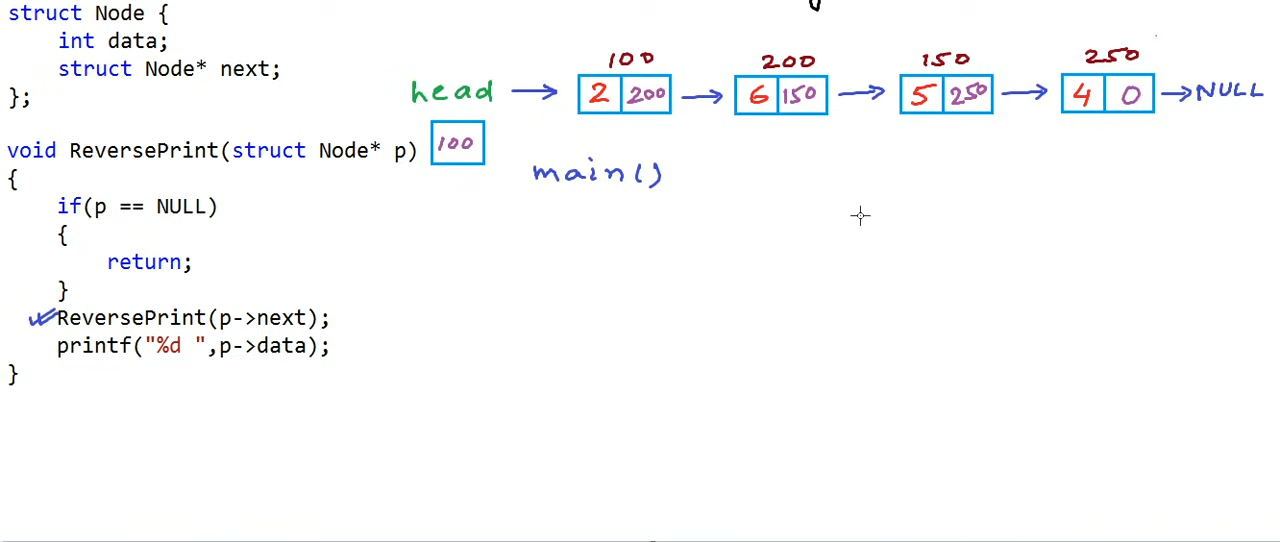 struct Node {
    int data;
    struct Node* next;
};
100 200 150 250
head → 2 200 → 6 150 → 5 250 → 4 0 → NULL
100
void ReversePrint(struct Node* p)
main()
{
    if(p == NULL)
    {
        return;
    }
    ReversePrint(p->next);
    printf("%d ",p->data);
}